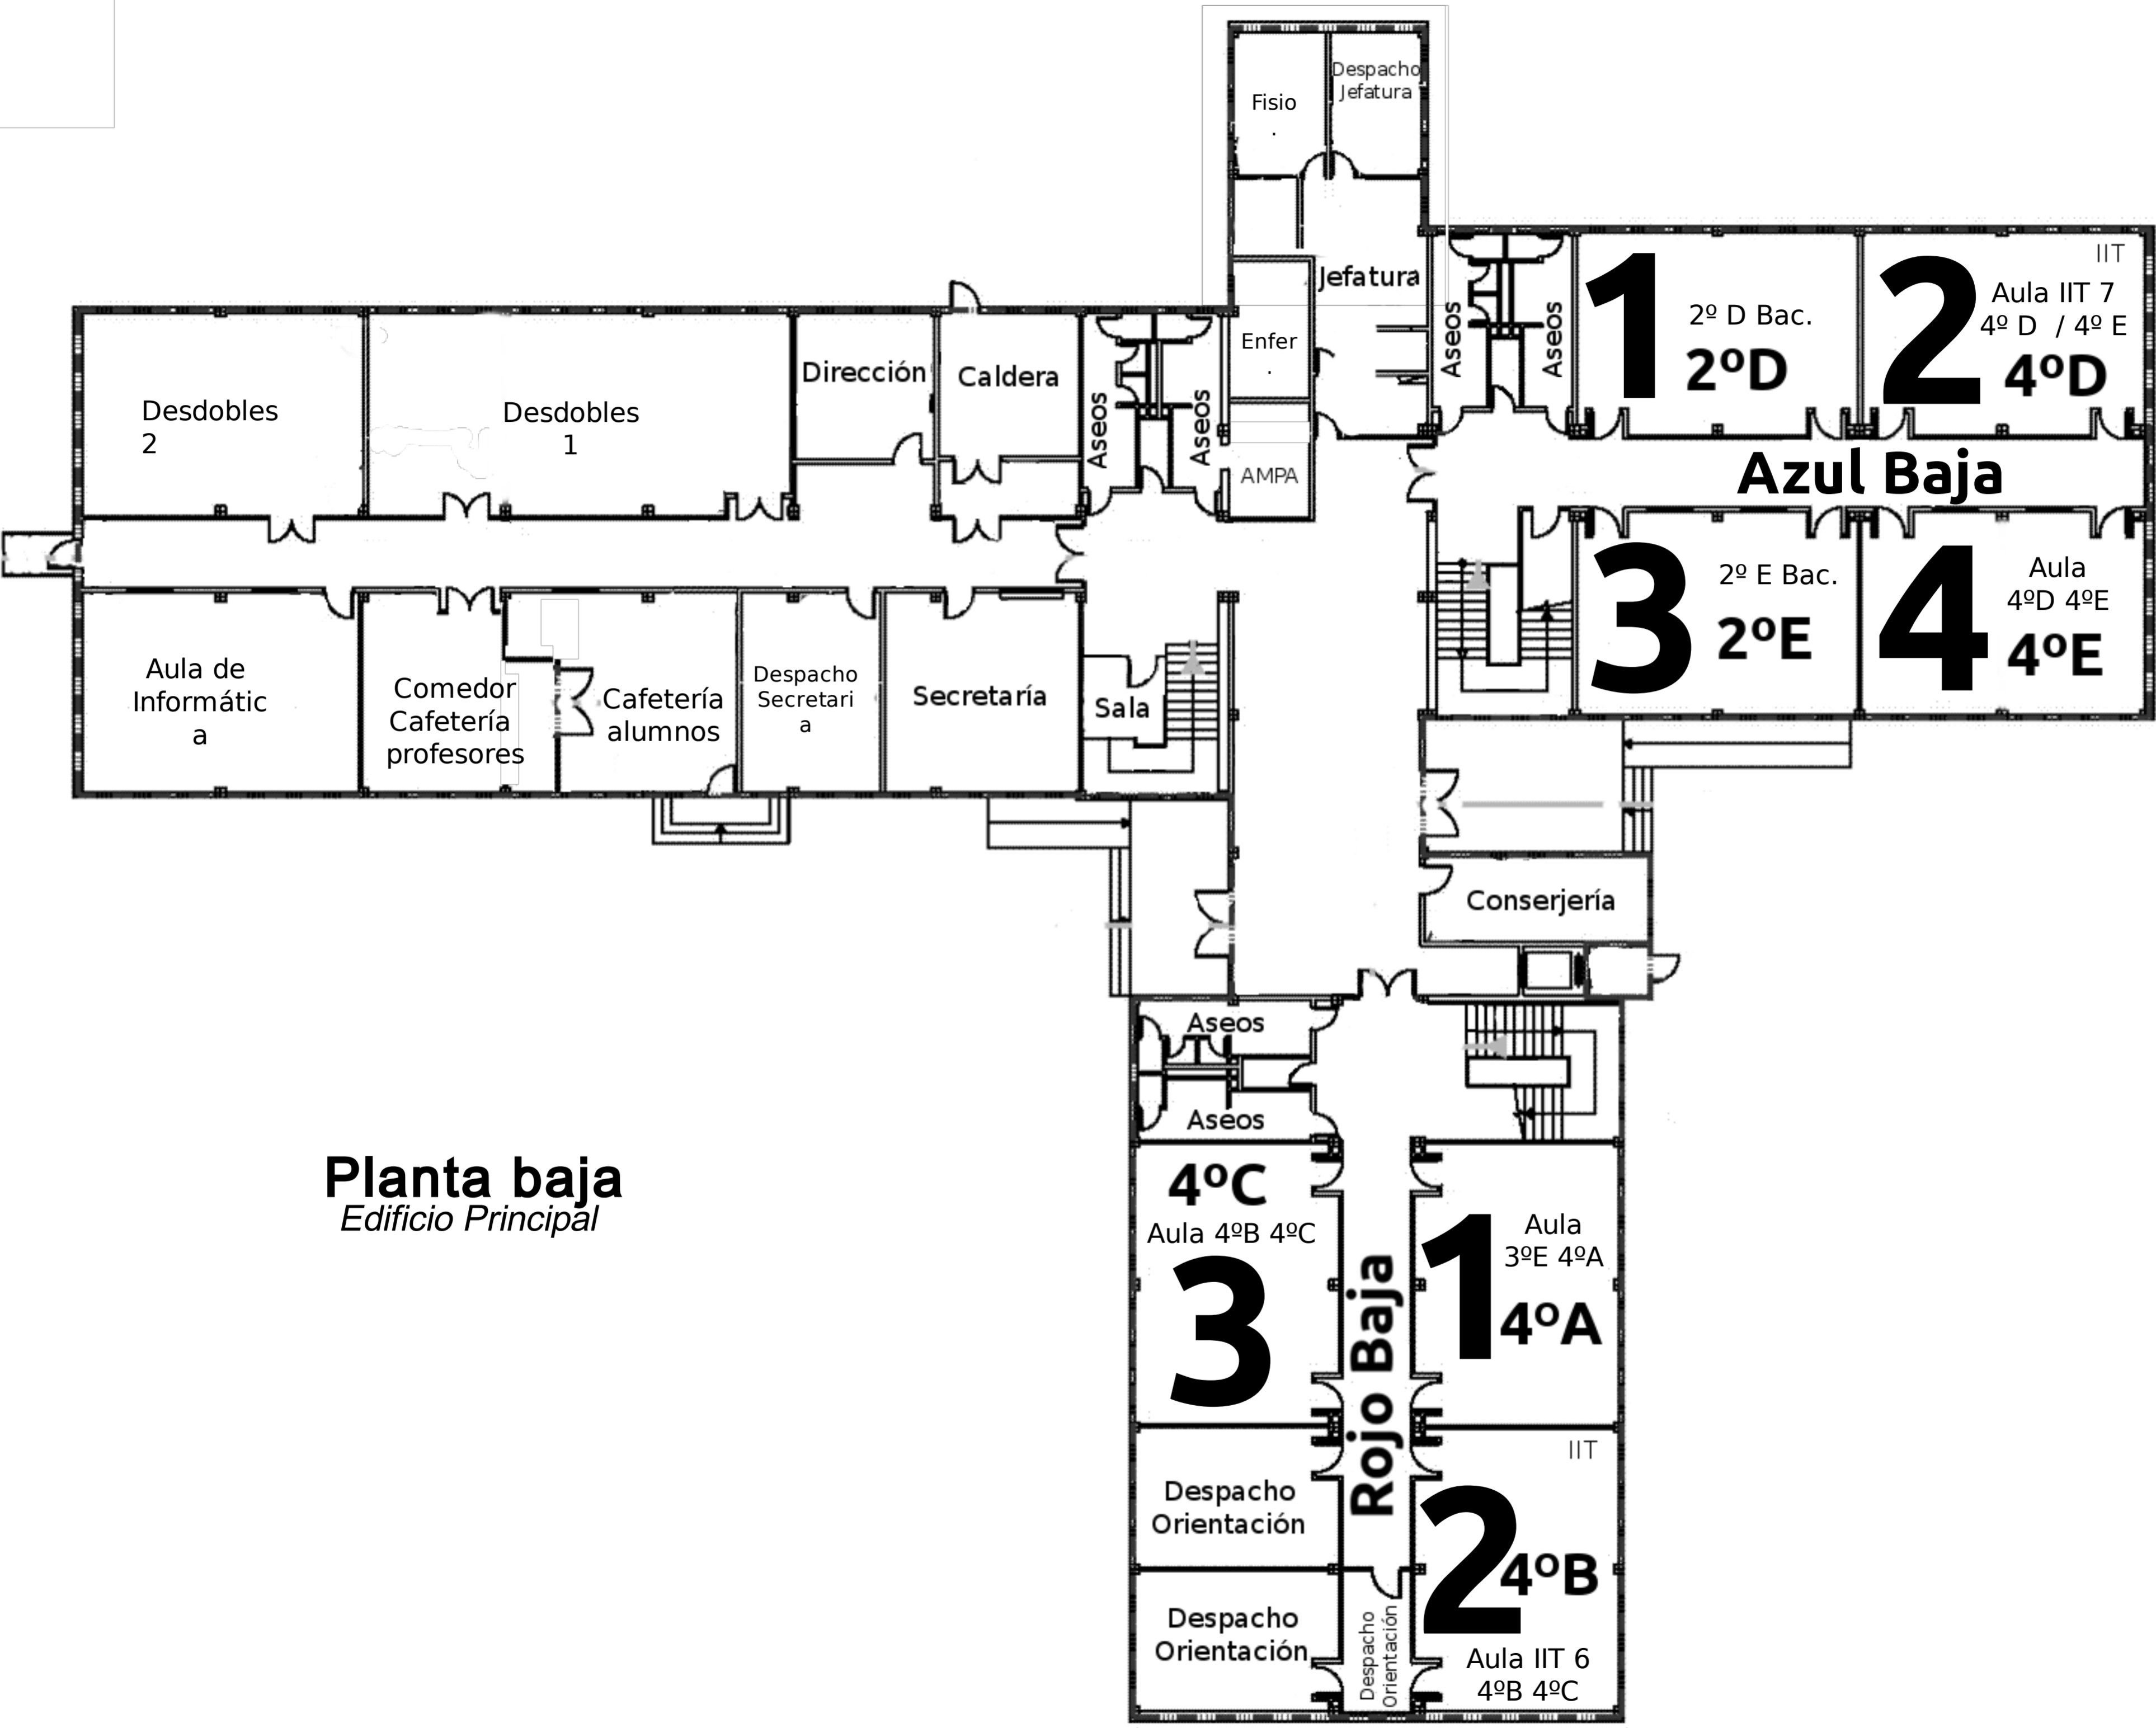 Fisio
.
Despacho
Jefatura
Jefatura
Enfer
.
AMPA
Aseos
Aseos
1
2º D Bac.
2ºD
2
IIT
Aula IIT 7
4º D / 4º E
4ºD
Azul Baja
3
2º E Bac.
2ºE
4
Aula
4ºD 4ºE
4ºE
Desdobles
2
Desdobles
1
Dirección
Caldera
Aseos
Aseos
Aula de
Informátic
a
Comedor
Cafetería
profesores
Cafetería
alumnos
Despacho
Secretari
a
Secretaría
Sala
Conserjería
Aseos
Aseos
Planta baja
Edificio Principal
4ºC
Aula 4ºB 4ºC
3
Rojo Baja
1
Aula
3ºE 4ºA
4ºA
Despacho
Orientación
IIT
2
4ºB
Aula IIT 6
4ºB 4ºC
Despacho
Orientación
Despacho
Orientación